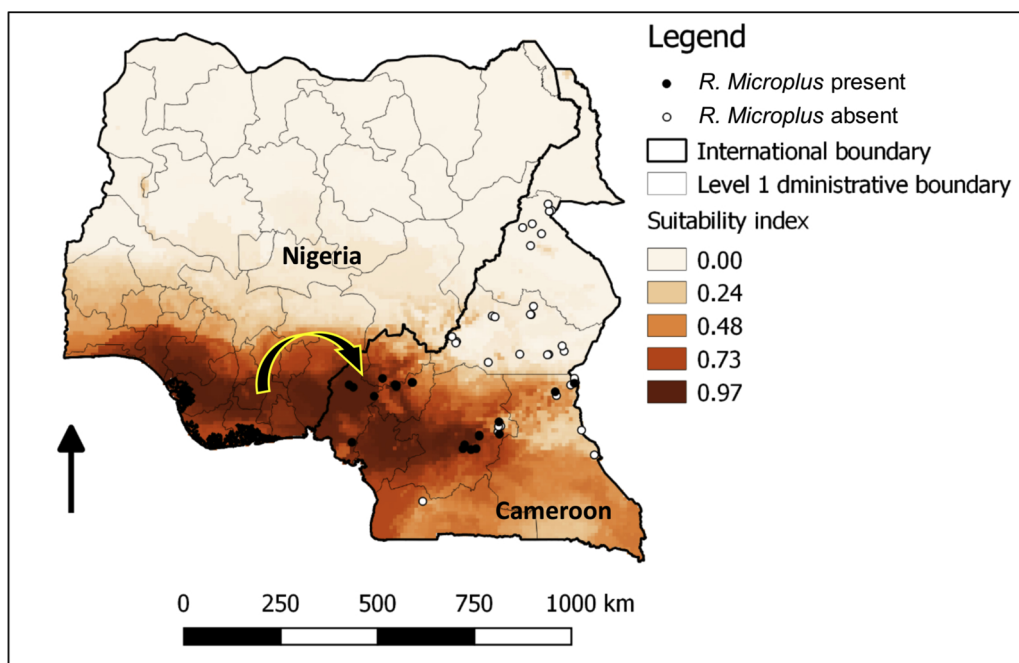 Legend
R. Microplus present
R. Microplus absent
International boundary
Level 1 dministrative boundary
Suitability index
0.00
0.24
0.48
0.73
0.97
Nigeria
Cameroon
0 250 500 750 1000 km